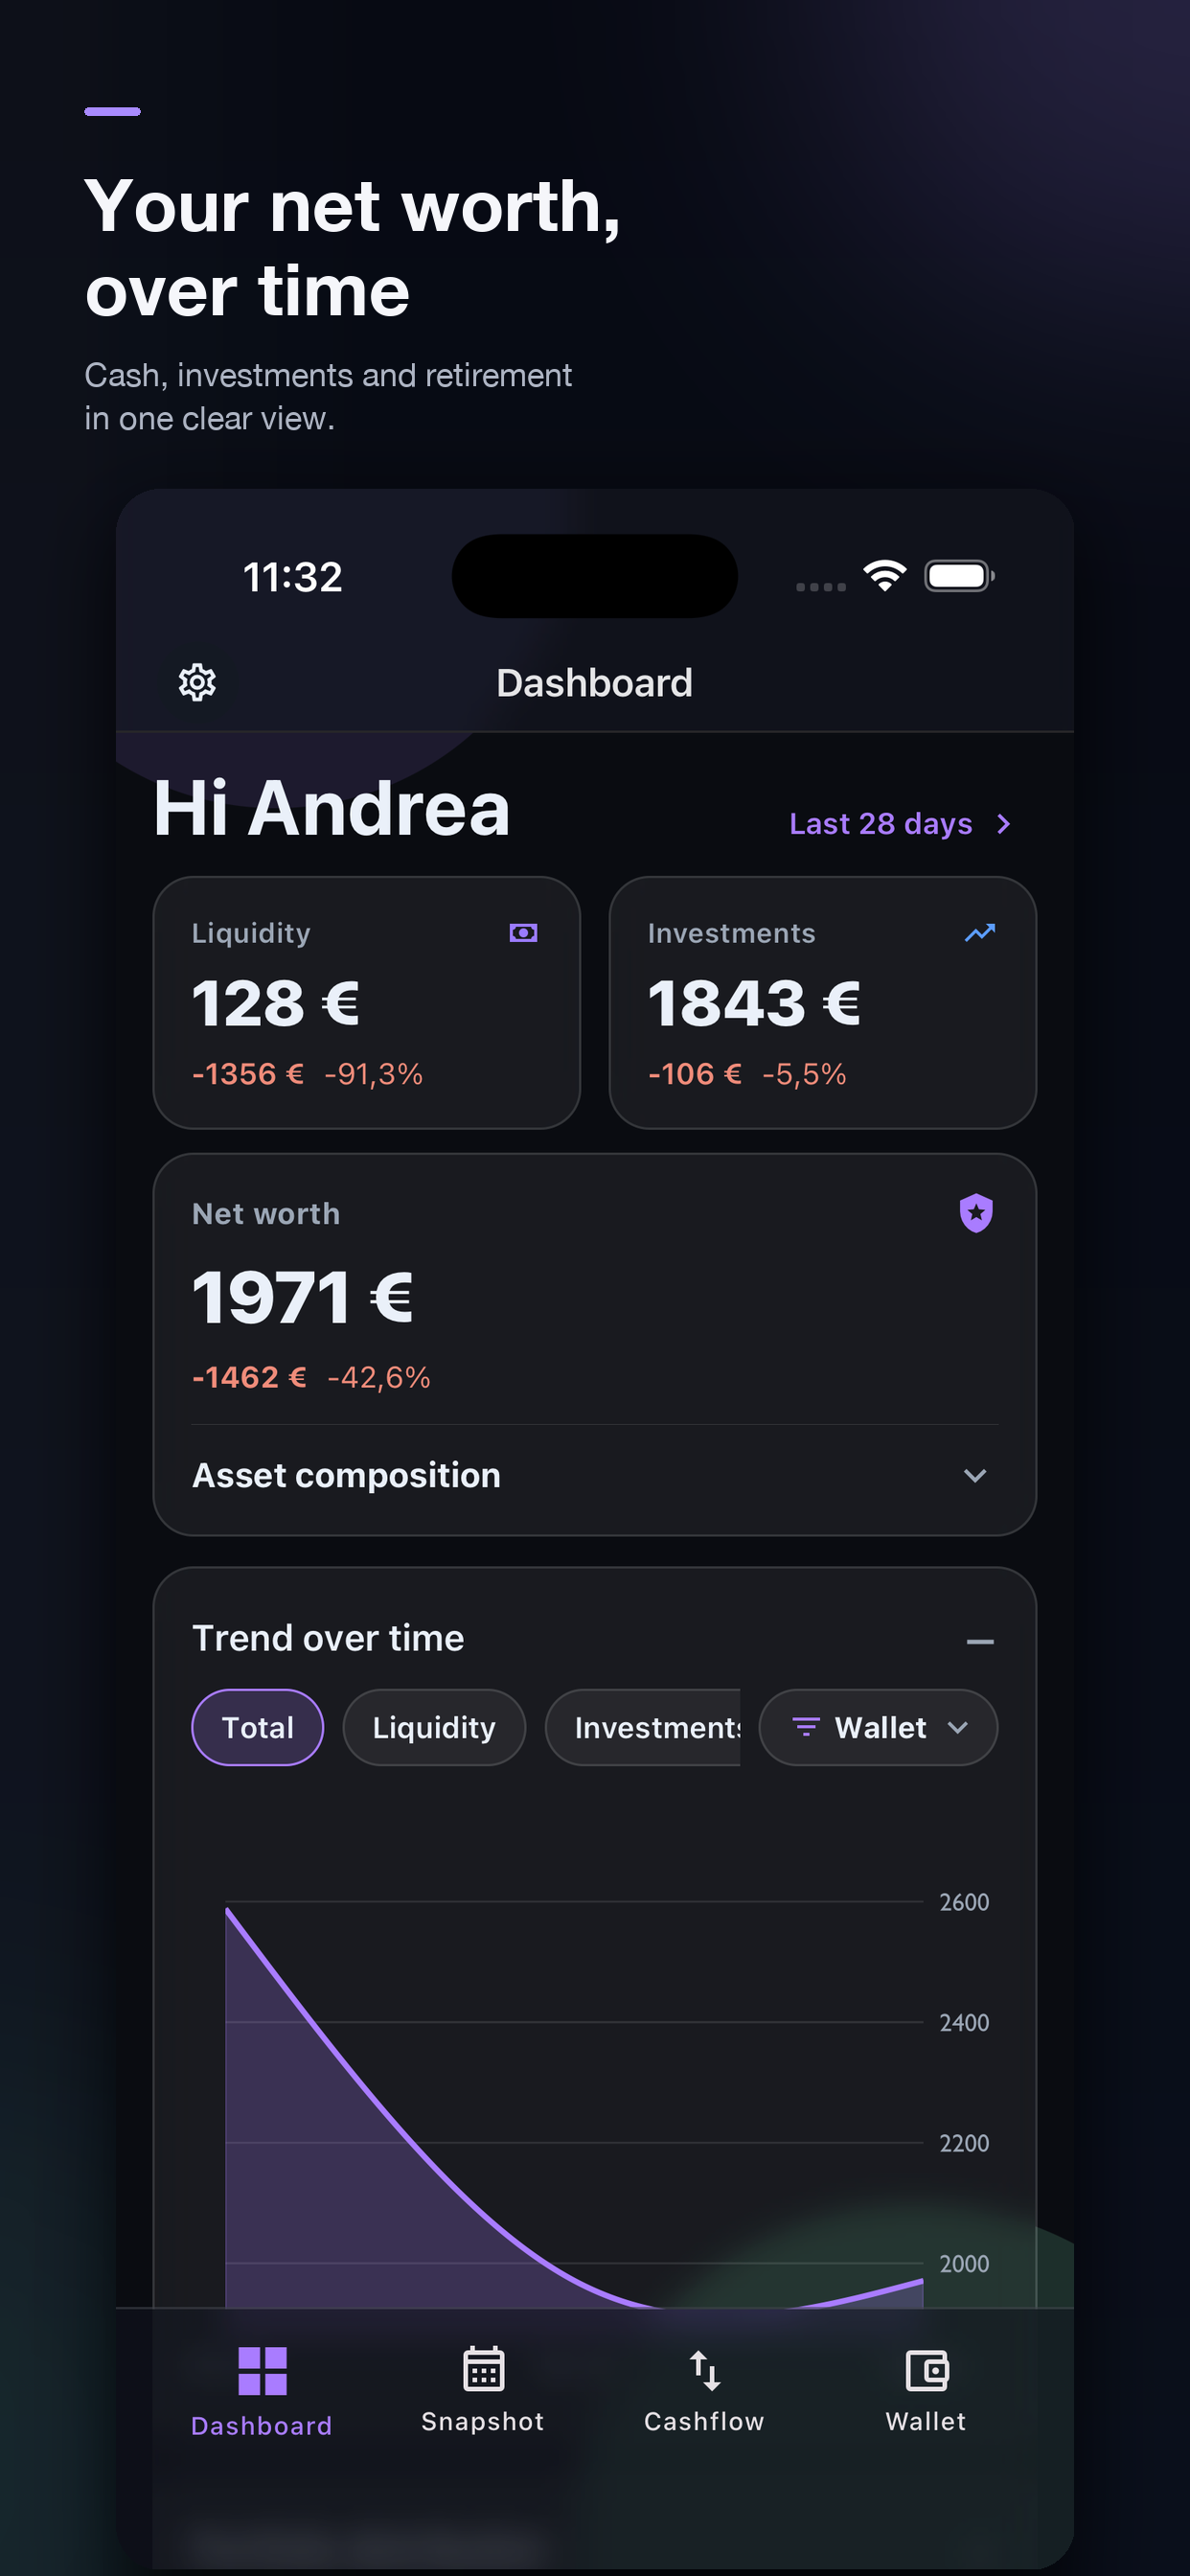 Your net worth,
over time
Cash, investments and retirement
in one clear view.
11:32
Dashboard
Hi Andrea
Last 28 days
Liquidity
128 €
-1356 € -91,3%
Investments
1843 €
-106 € -5,5%
Net worth
1971 €
-1462 € -42,6%
Asset composition
Trend over time
Total
Liquidity
Investments
Wallet
2600
2400
2200
2000
Dashboard
Snapshot
Cashflow
Wallet